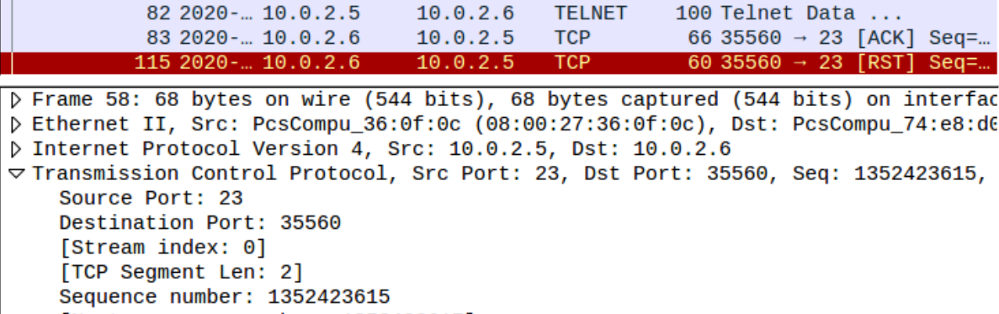 82 2020-… 10.0.2.5 10.0.2.6 TELNET 100 Telnet Data ...
83 2020-… 10.0.2.6 10.0.2.5 TCP 66 35560 → 23 [ACK] Seq=…
115 2020-… 10.0.2.6 10.0.2.5 TCP 60 35560 → 23 [RST] Seq=…
Frame 58: 68 bytes on wire (544 bits), 68 bytes captured (544 bits) on interfac
Ethernet II, Src: PcsCompu_36:0f:0c (08:00:27:36:0f:0c), Dst: PcsCompu_74:e8:d0
Internet Protocol Version 4, Src: 10.0.2.5, Dst: 10.0.2.6
Transmission Control Protocol, Src Port: 23, Dst Port: 35560, Seq: 1352423615,
Source Port: 23
Destination Port: 35560
[Stream index: 0]
[TCP Segment Len: 2]
Sequence number: 1352423615